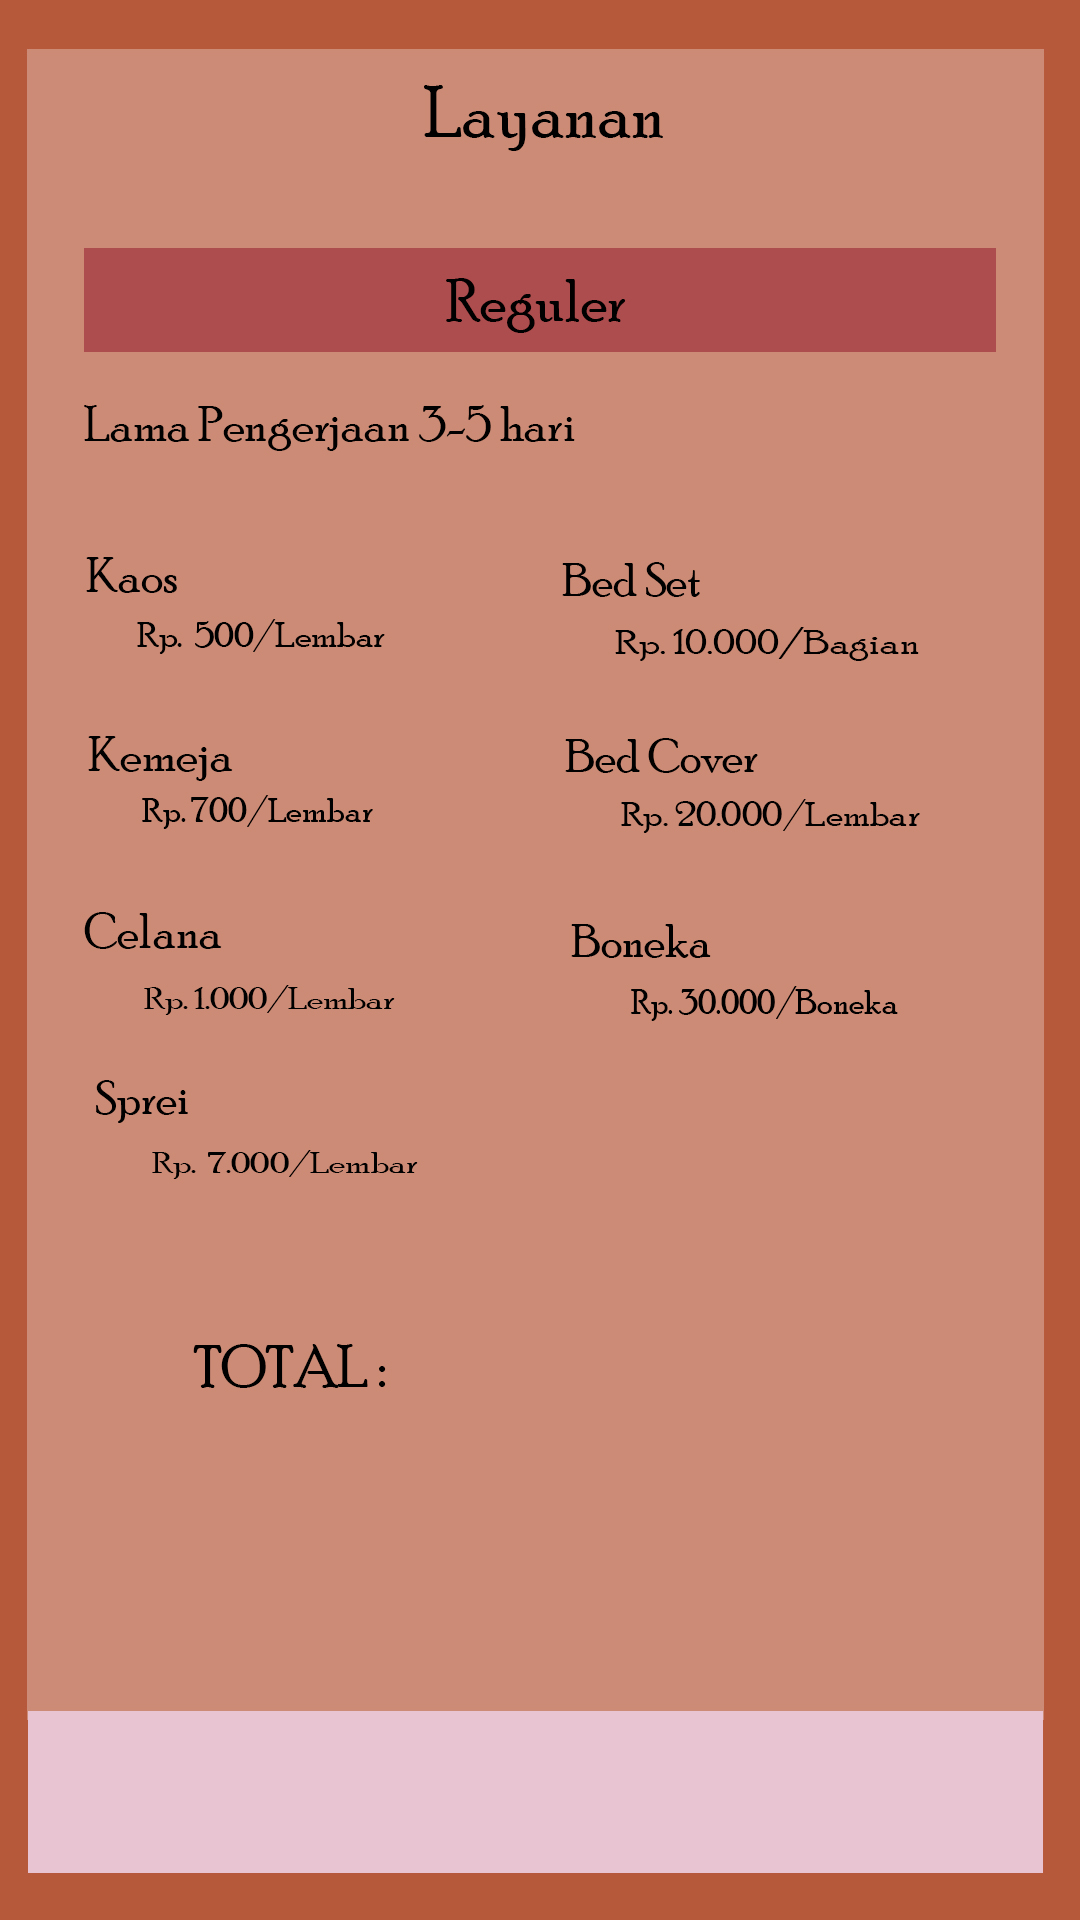 Layanan
Reguler
Lama Pengerjaan 3-5 hari
Kaos
Rp. 500/Lembar
Kemeja
Rp. 700/Lembar
Celana
Rp. 1.000/Lembar
Sprei
Rp. 7.000/Lembar
Bed Set
Rp. 10.000/Bagian
Bed Cover
Rp. 20.000/Lembar
Boneka
Rp. 30.000/Boneka
TOTAL :